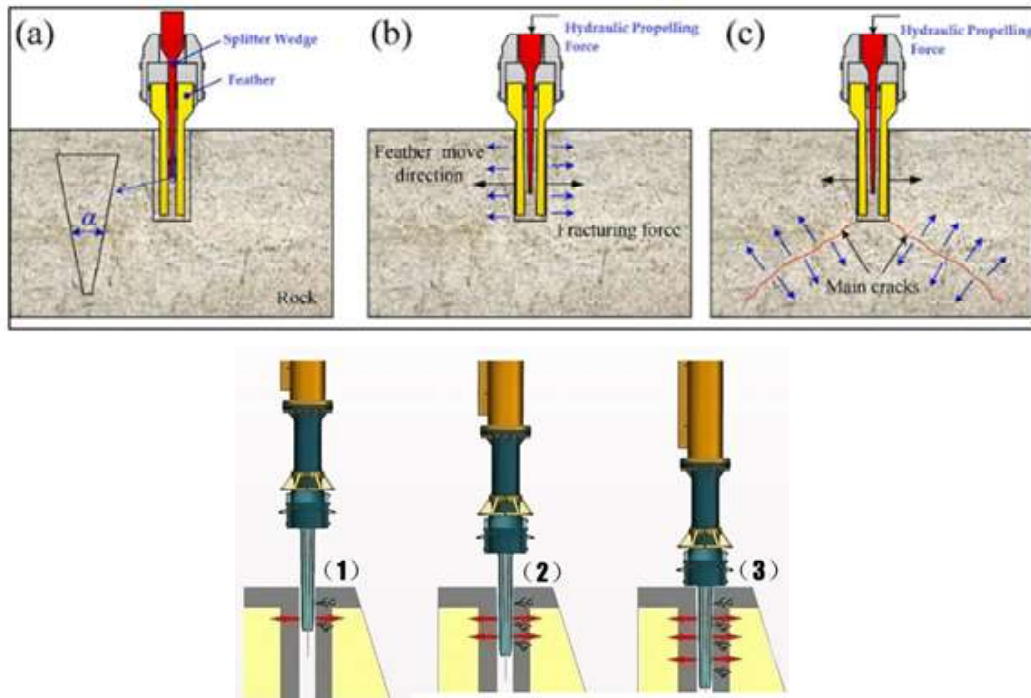 (a)
Splitter Wedge
Feather
α
Rock
(b)
Hydraulic Propelling
Force
Feather move
direction
Fracturing force
(c)
Hydraulic Propelling
Force
Main cracks
(1)
(2)
(3)